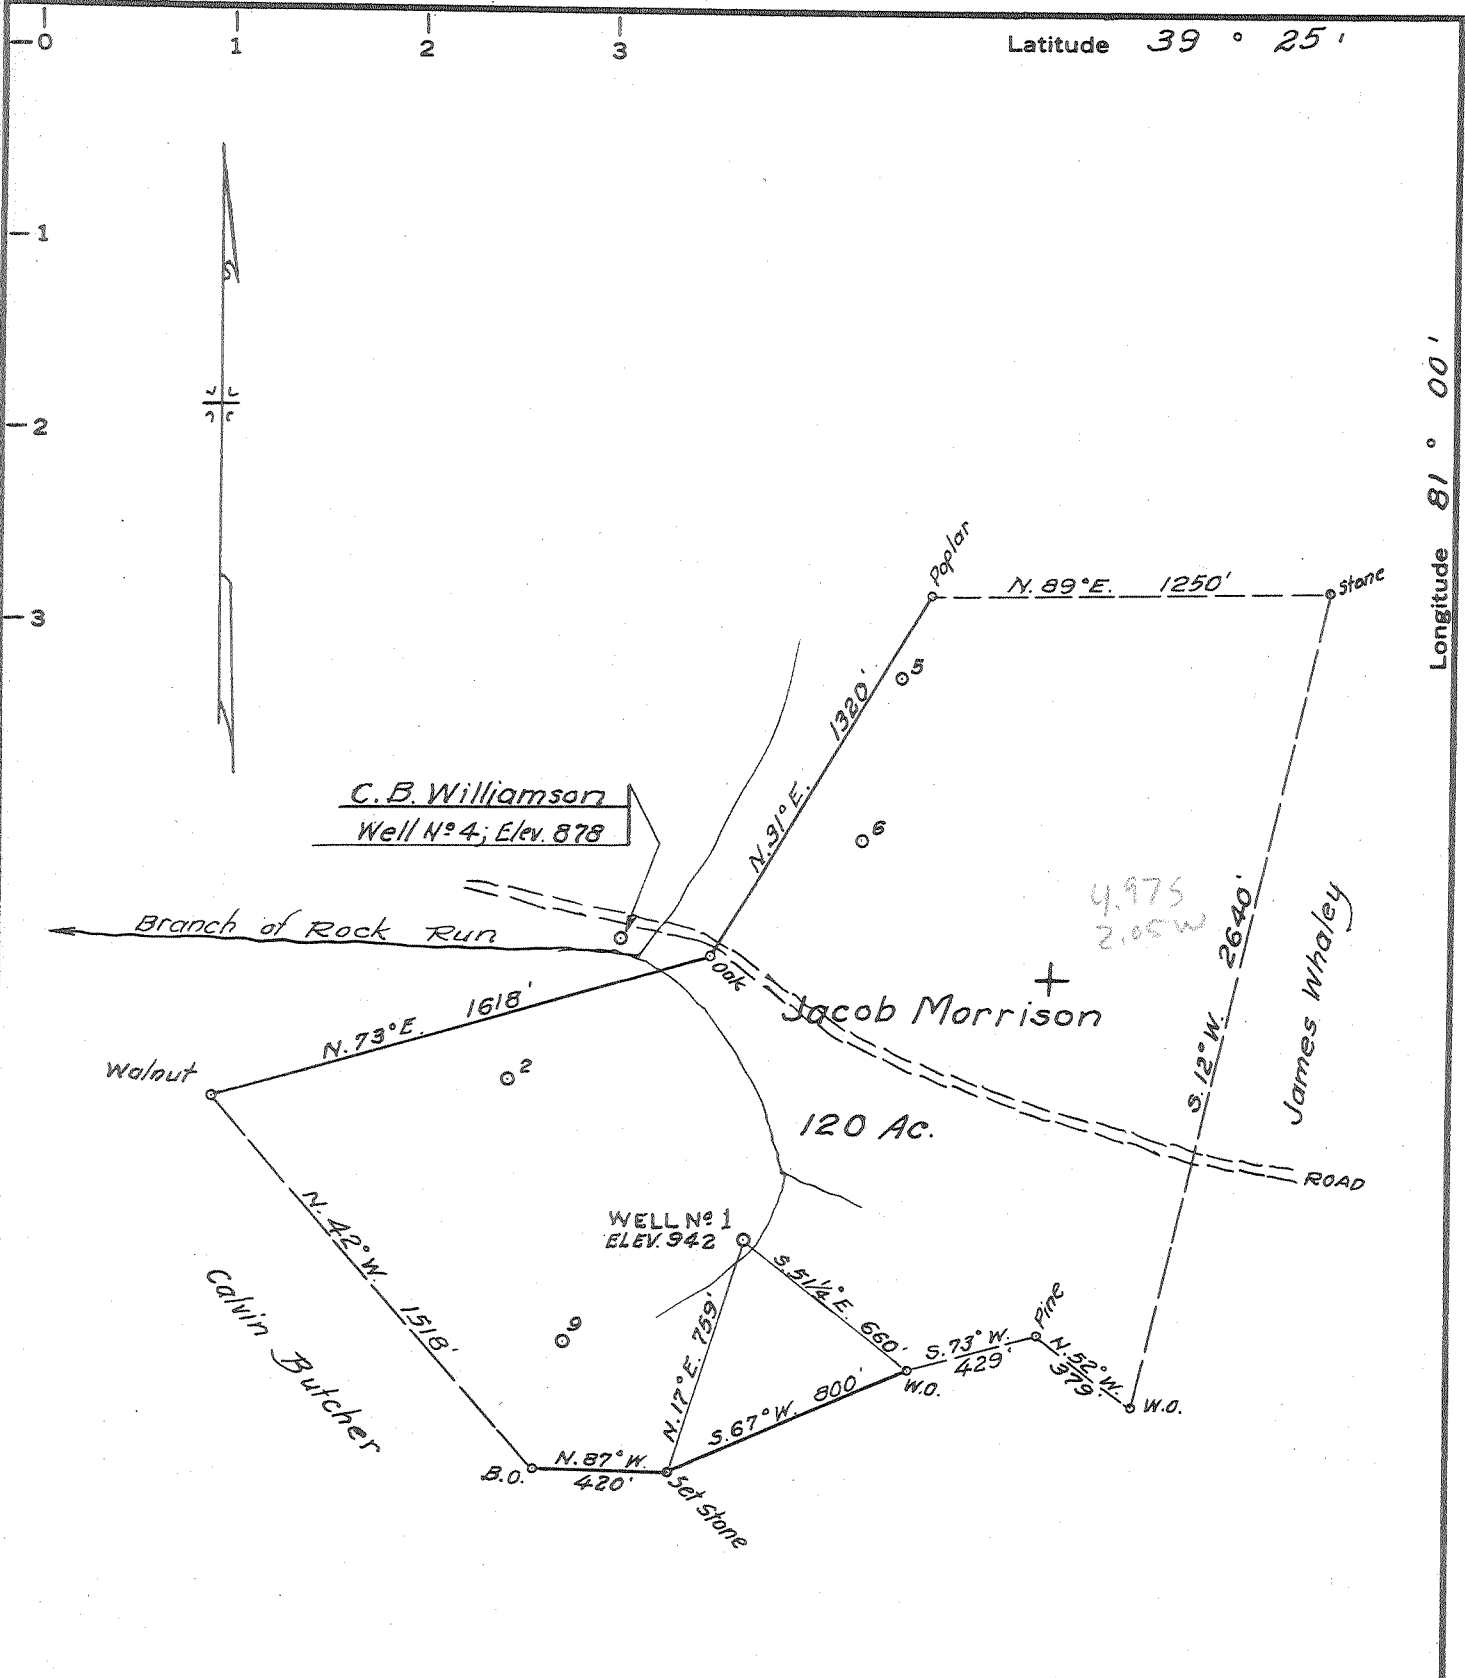 0
1
2
3
Latitude 39 ° 25 '
1
2
3
Longitude 81 ° 00 '
Poplar
N. 89° E. 1250'
Stone
5
N. 31° E. 1320'
6
C. B. Williamson
Well Nº 4; Elev. 878
4.97S
2.05W
Branch of Rock Run
Oak
Jacob Morrison
S. 12° W. 2640'
James Whaley
N. 73° E. 1618'
Walnut
2
120 Ac.
ROAD
WELL Nº 1
ELEV. 942
N. 42° W. 1518'
Calvin Butcher
S. 51¼° E. 660'
N. 17° E. 759'
S. 73° W.
429'
Pine
N. 52° W.
379'
W.O.
W.O.
S. 67° W. 800'
N. 87° W.
420'
B.O.
Set Stone